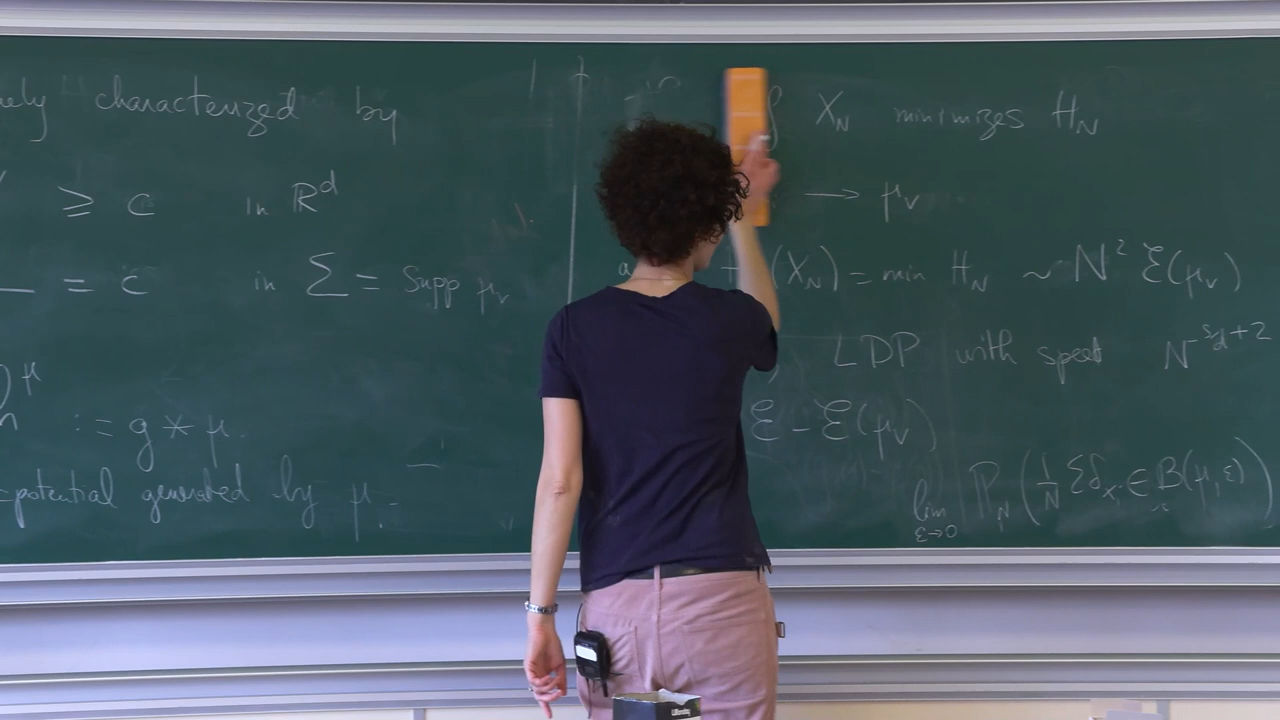 characterized by
≥ c in ℝ^d
= c in Σ = Supp μ_V
h^μ := g * μ.
potential generated by μ.
X_N minimizes H_N
→ μ_V
(X_N) = min H_N ~ N² ℰ(μ_V)
LDP with speed N^{-s/d+2}
ℰ - ℰ(μ_V)
lim_{ε→0} ℙ_N(1/N Σδ_{x_i} ∈ B(μ,ε))